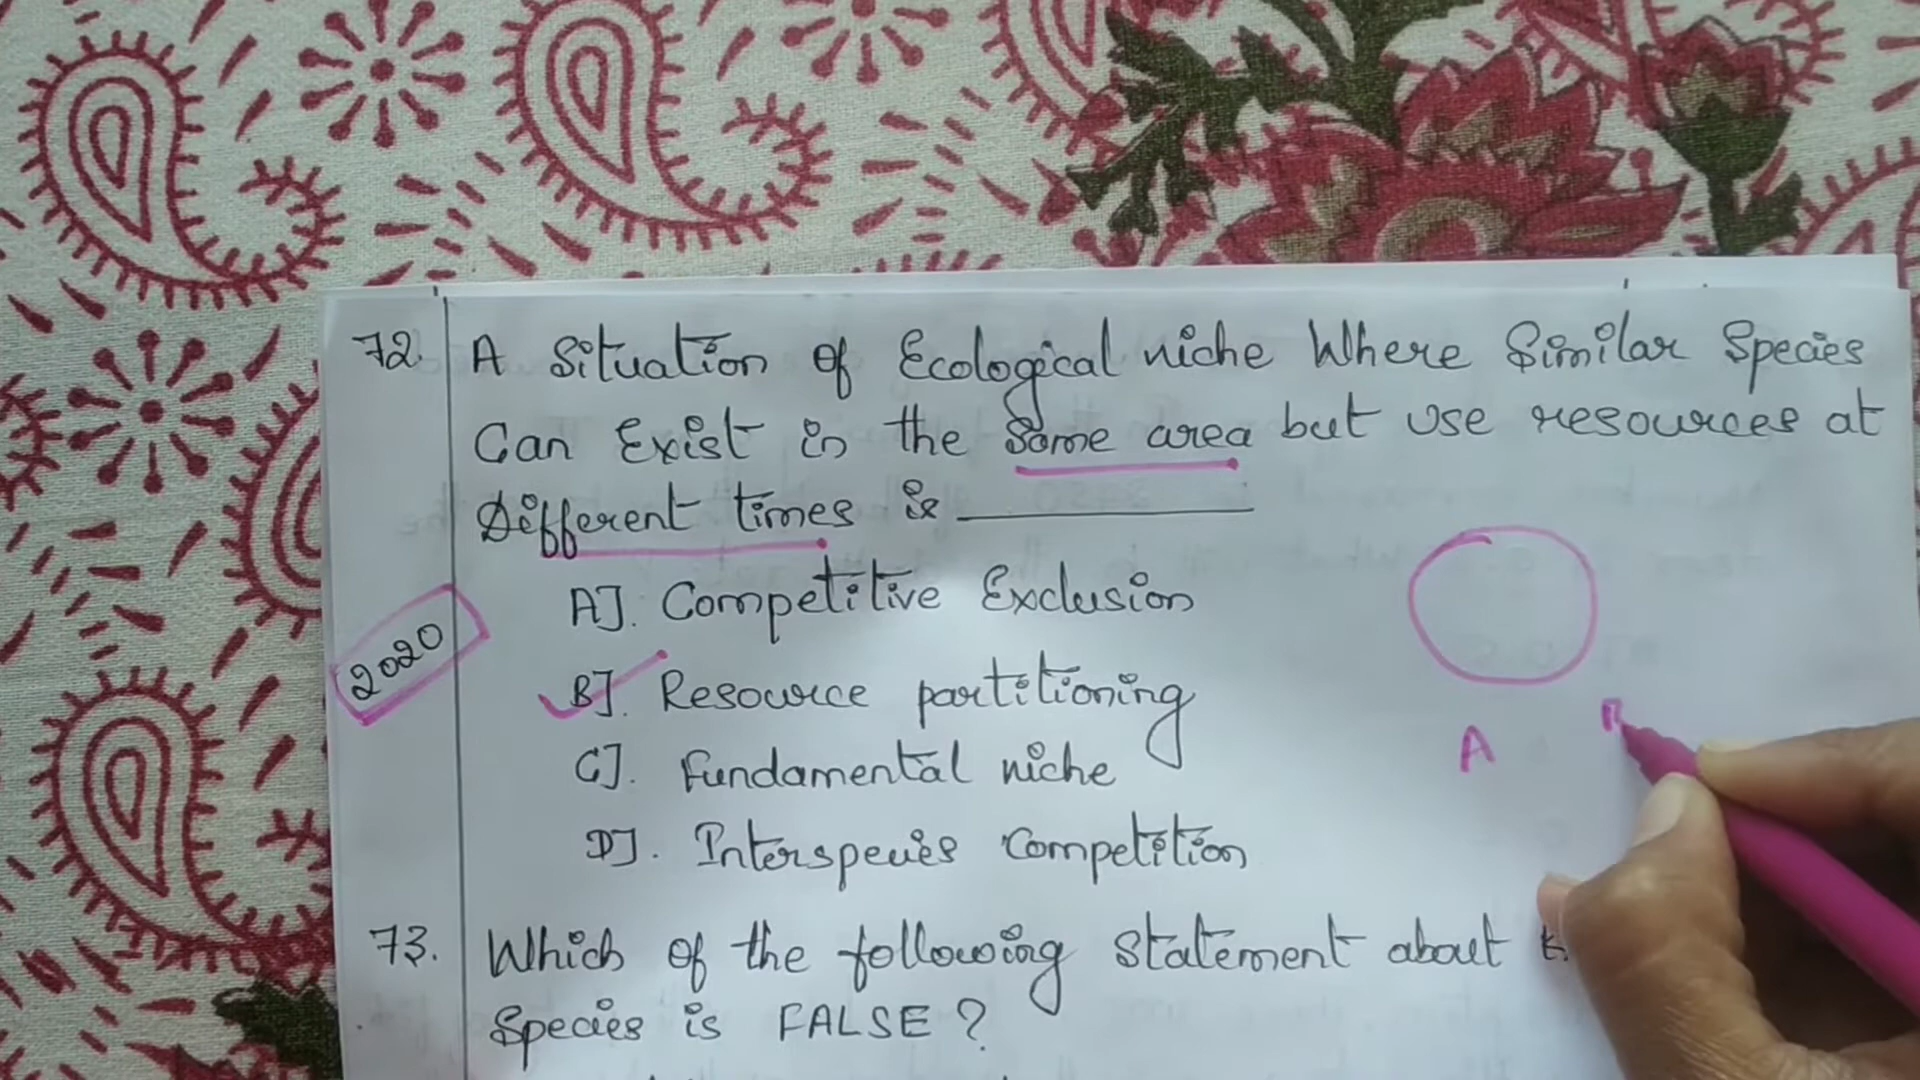 72. A Situation of Ecological niche Where Similar Species
Can Exist in the Same area but use resources at
Different times is ________
A]. Competitive Exclusion
2020
B]. Resource partitioning
C]. Fundamental niche
A
D]. Interspecies Competition
73. Which of the following statement about
Species is FALSE?